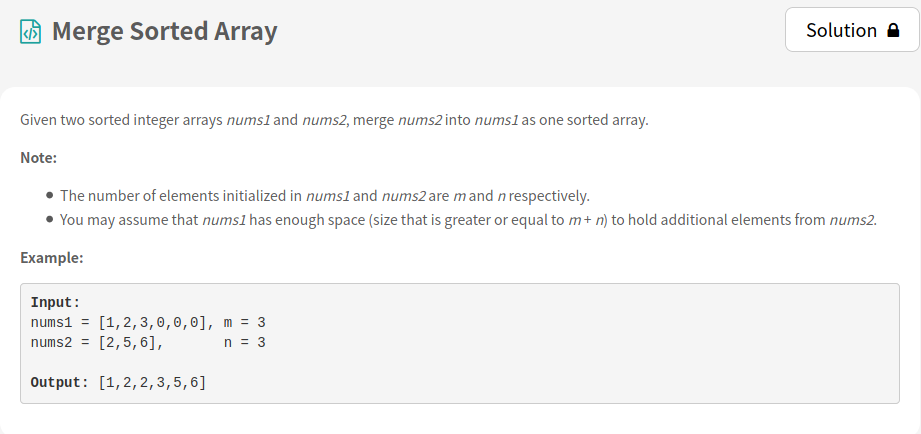 Merge Sorted Array
Solution
Given two sorted integer arrays nums1 and nums2, merge nums2 into nums1 as one sorted array.
Note:
• The number of elements initialized in nums1 and nums2 are m and n respectively.
• You may assume that nums1 has enough space (size that is greater or equal to m + n) to hold additional elements from nums2.
Example:
Input:
nums1 = [1,2,3,0,0,0], m = 3
nums2 = [2,5,6],       n = 3
Output: [1,2,2,3,5,6]